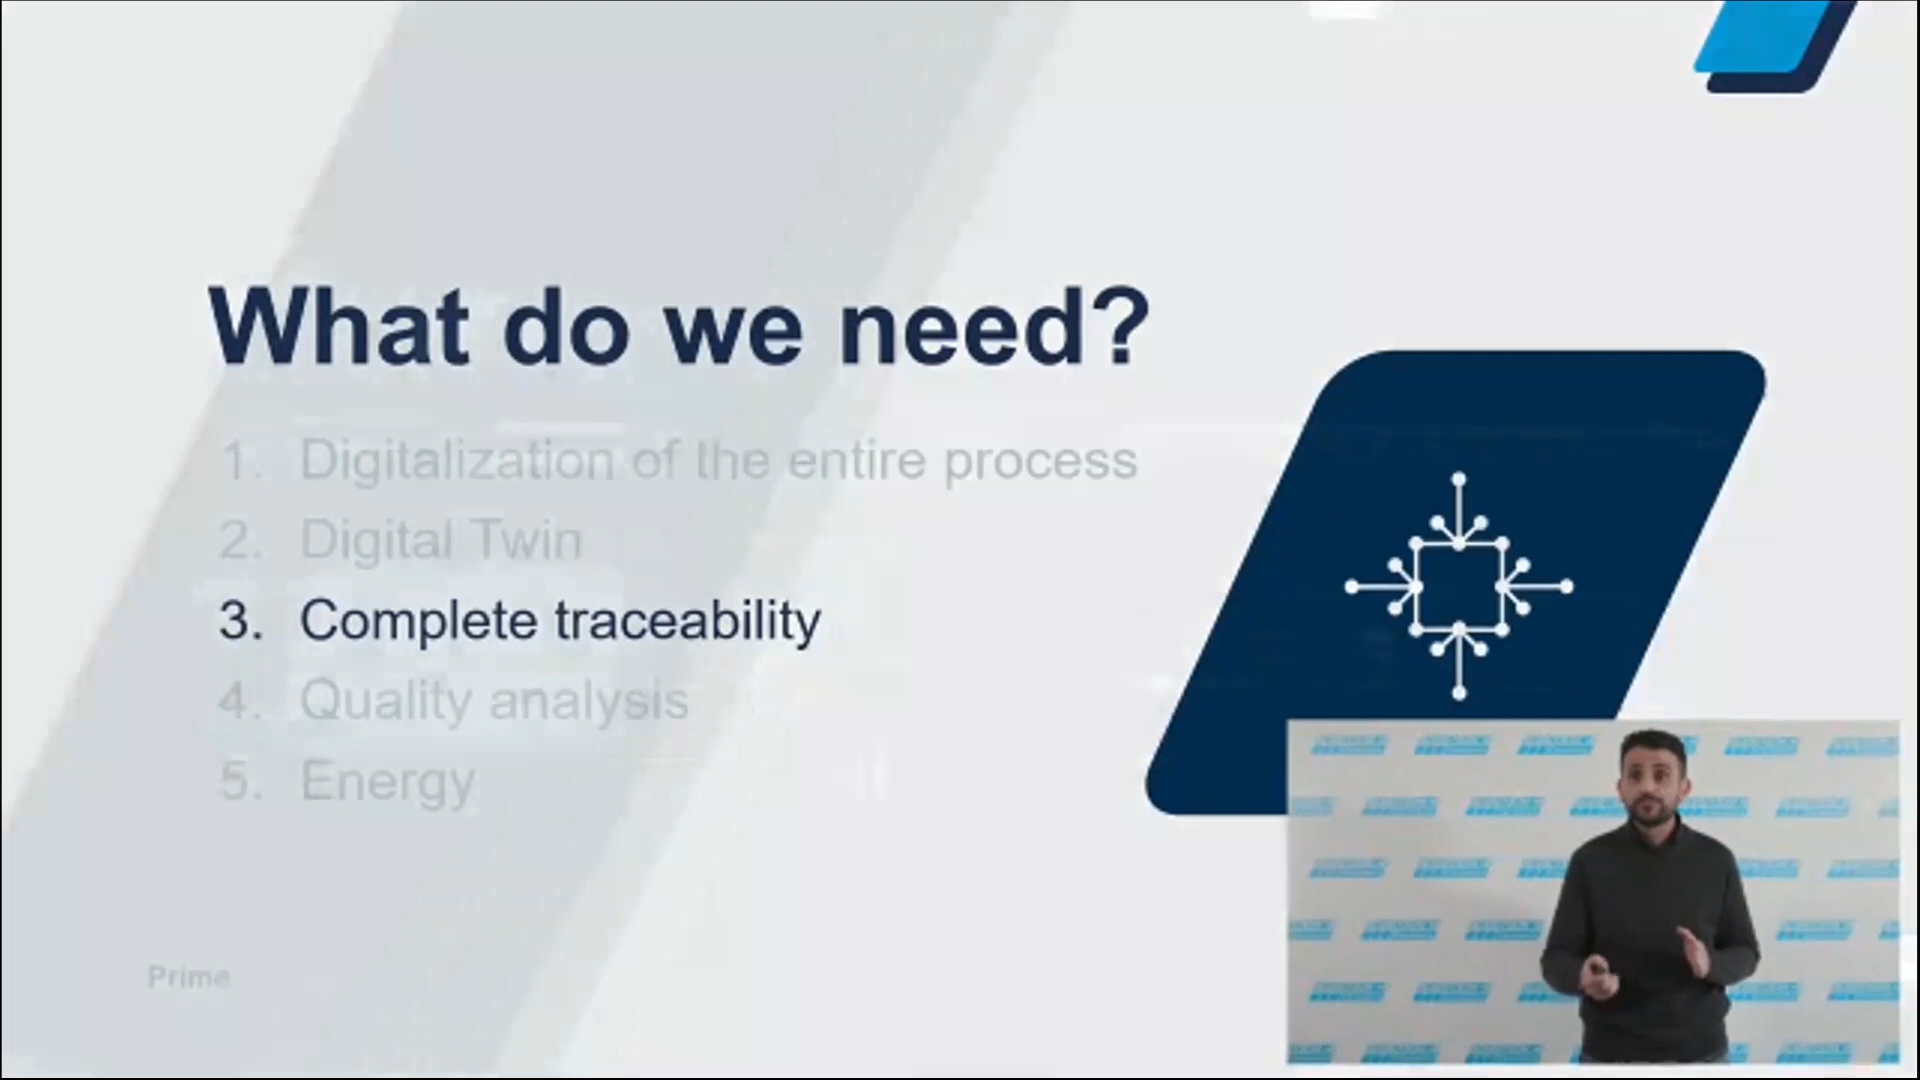 What do we need?
1. Digitalization of the entire process
2. Digital Twin
3. Complete traceability
4. Quality analysis
5. Energy
Prime